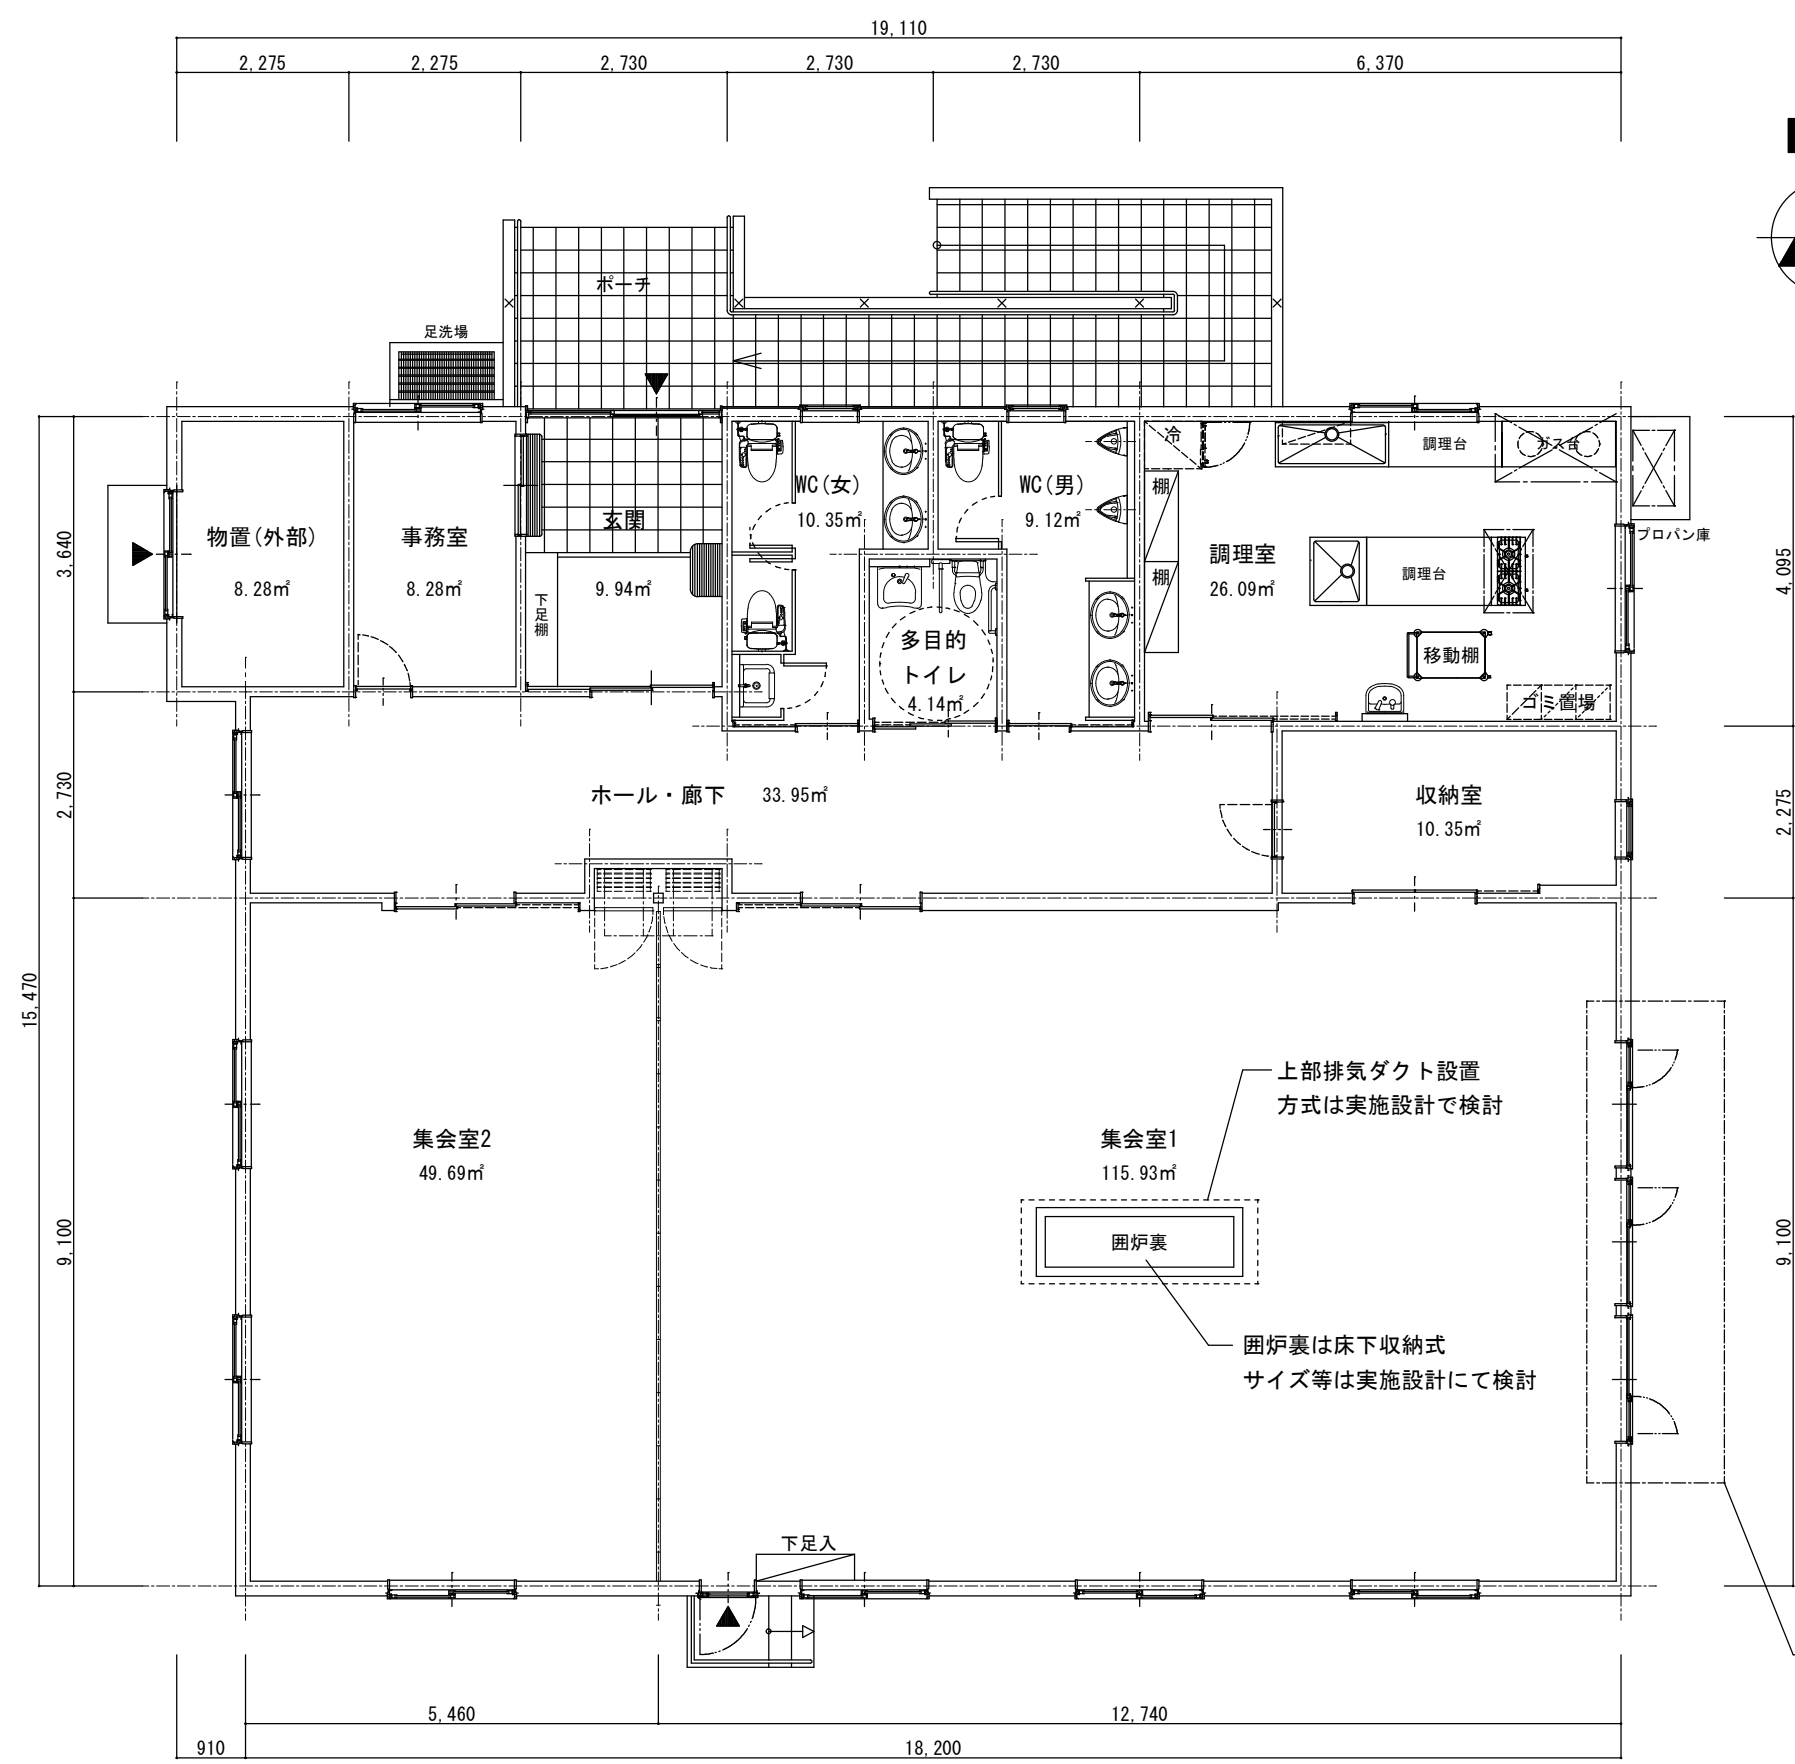 19,110
2,275
2,275
2,730
2,730
2,730
6,370
ポーチ
足洗場
物置(外部)
8.28㎡
事務室
8.28㎡
玄関
9.94㎡
下足棚
WC(女)
10.35㎡
WC(男)
9.12㎡
多目的
トイレ
4.14㎡
冷
棚
棚
調理室
26.09㎡
調理台
ガス台
調理台
移動棚
ゴミ置場
プロパン庫
3,640
4,095
2,730
2,275
ホール・廊下 33.95㎡
収納室
10.35㎡
15,470
9,100
9,100
上部排気ダクト設置
方式は実施設計で検討
集会室2
49.69㎡
集会室1
115.93㎡
囲炉裏
囲炉裏は床下収納式
サイズ等は実施設計にて検討
下足入
5,460
12,740
910
18,200